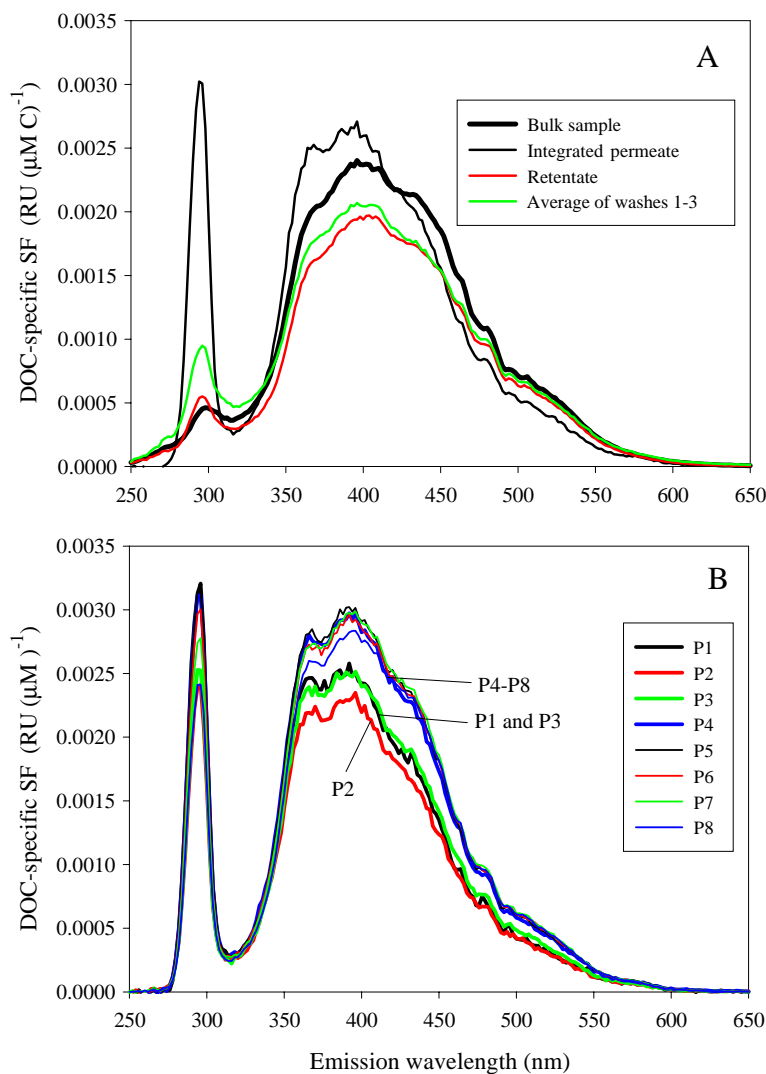 0.0035
0.0030
0.0025
0.0020
0.0015
0.0010
0.0005
0.0000
DOC-specific SF (RU (µM C)-1
A
Bulk sample
Integrated permeate
Retentate
Average of washes 1-3
250 300 350 400 450 500 550 600 650
0.0035
0.0030
0.0025
0.0020
0.0015
0.0010
0.0005
0.0000
DOC-specific SF (RU (µM )-1
B
P1
P2
P3
P4
P5
P6
P7
P8
P4-P8
P1 and P3
P2
250 300 350 400 450 500 550 600 650
Emission wavelength (nm)